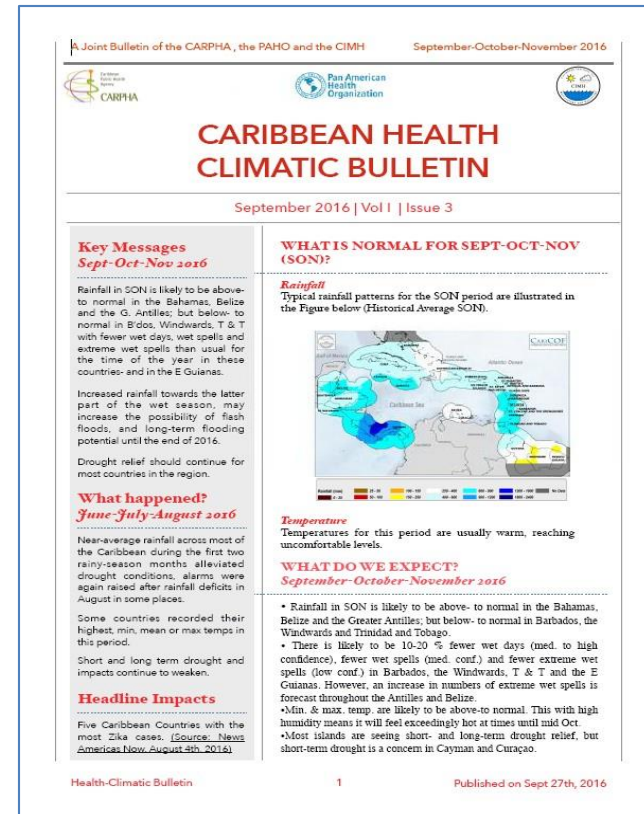 A Joint Bulletin of the CARPHA , the PAHO and the CIMH
September-October-November 2016
CARPHA
Pan American
Health
Organization
CIMH
CARIBBEAN HEALTH
CLIMATIC BULLETIN
September 2016 | Vol I | Issue 3
Key Messages
Sept-Oct-Nov 2016
Rainfall in SON is likely to be above-
to normal in the Bahamas, Belize
and the G. Antilles; but below- to
normal in B'dos, Windwards, T & T
with fewer wet days, wet spells and
extreme wet spells than usual for
the time of the year in these
countries- and in the E Guianas.
Increased rainfall towards the latter
part of the wet season, may
increase the possibility of flash
floods, and long-term flooding
potential until the end of 2016.
Drought relief should continue for
most countries in the region.
What happened?
June-July-August 2016
Near-average rainfall across most of
the Caribbean during the first two
rainy-season months alleviated
drought conditions, alarms were
again raised after rainfall deficits in
August in some places.
Some countries recorded their
highest, min, mean or max temps in
this period.
Short and long term drought and
impacts continue to weaken.
Headline Impacts
Five Caribbean Countries with the
most Zika cases. (Source: News
Americas Now, August 4th, 2016)
WHAT IS NORMAL FOR SEPT-OCT-NOV
(SON)?
Rainfall
Typical rainfall patterns for the SON period are illustrated in
the Figure below (Historical Average SON).
CariCOF
Atlantic Ocean
Caribbean Sea
Temperature
Temperatures for this period are usually warm, reaching
uncomfortable levels.
WHAT DO WE EXPECT?
September-October-November 2016
• Rainfall in SON is likely to be above- to normal in the Bahamas,
Belize and the Greater Antilles; but below- to normal in Barbados, the
Windwards and Trinidad and Tobago.
• There is likely to be 10-20 % fewer wet days (med. to high
confidence), fewer wet spells (med. conf.) and fewer extreme wet
spells (low conf.) in Barbados, the Windwards, T & T and the E
Guianas. However, an increase in numbers of extreme wet spells is
forecast throughout the Antilles and Belize.
•Min. & max. temp. are likely to be above-to normal. This with high
humidity means it will feel exceedingly hot at times until mid Oct.
•Most islands are seeing short- and long-term drought relief, but
short-term drought is a concern in Cayman and Curaçao.
Health-Climatic Bulletin
1
Published on Sept 27th, 2016